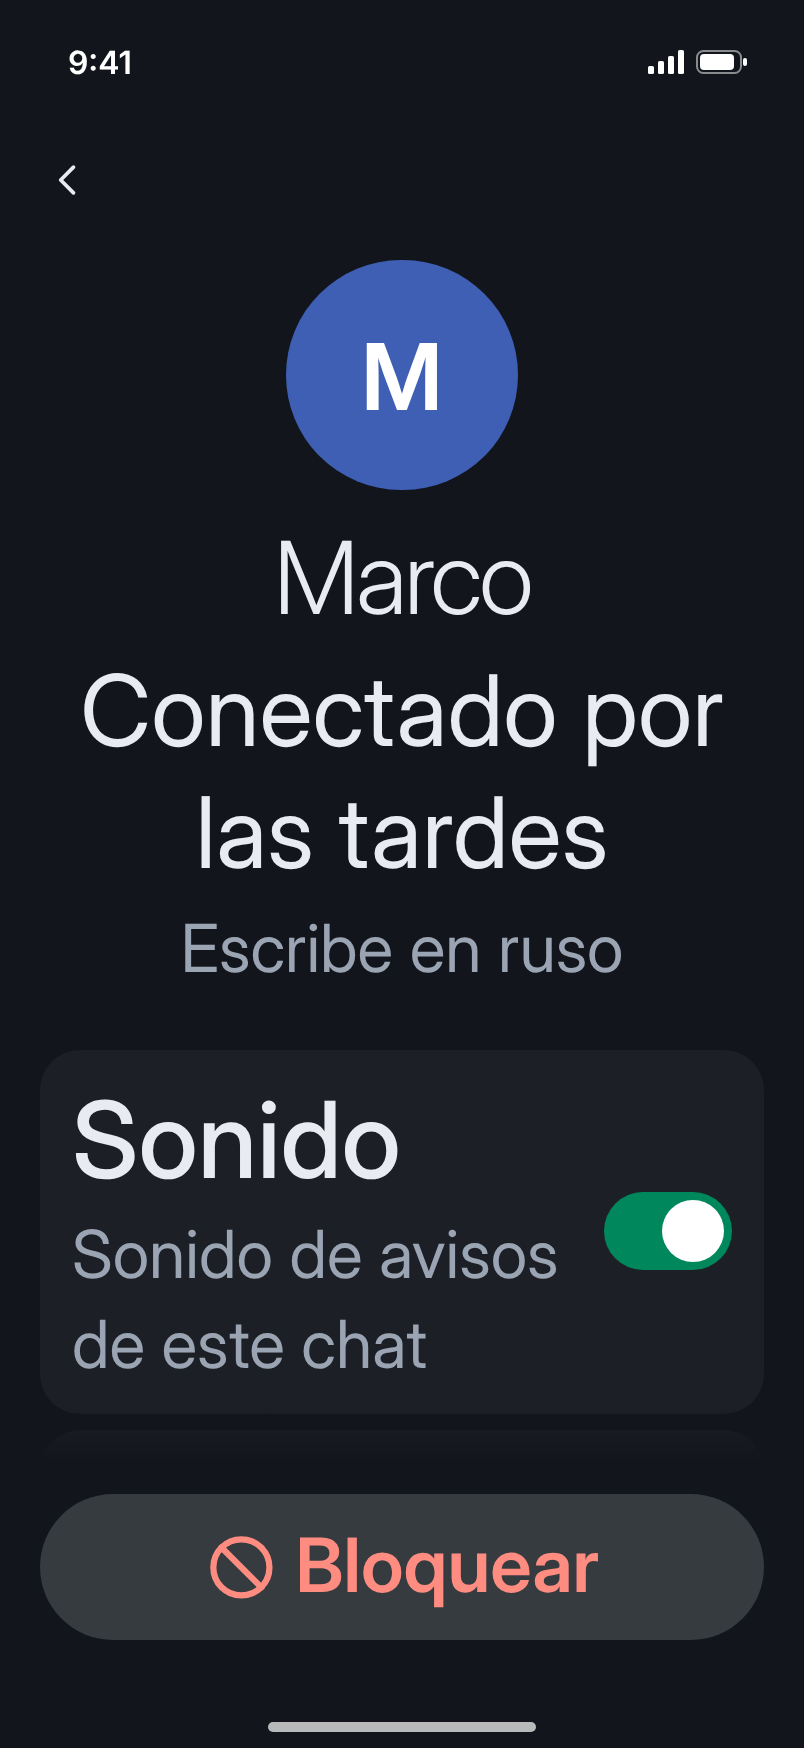 9:41
M
Marco
Conectado por
las tardes
Escribe en ruso
Sonido
Sonido de avisos
de este chat
Bloquear